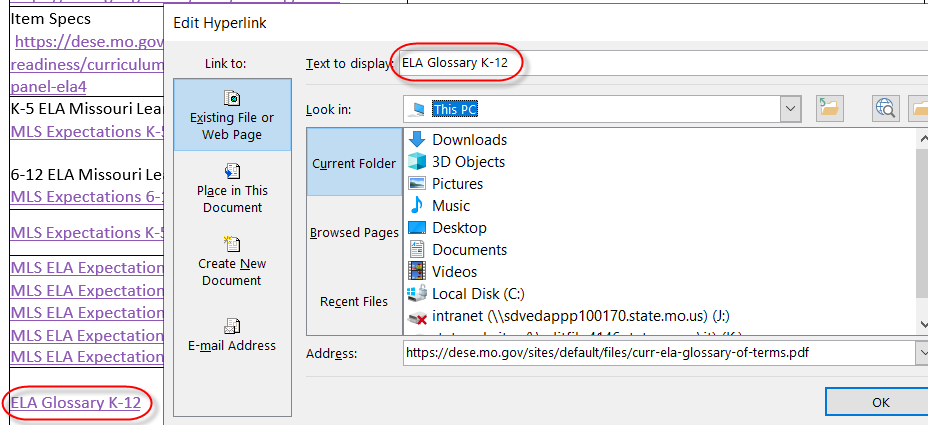 Item Specs
https://dese.mo.gov
readiness/curriculum
panel-ela4
K-5 ELA Missouri Lea
MLS Expectations K-5
6-12 ELA Missouri Lea
MLS Expectations 6-1
MLS Expectations K-5
MLS ELA Expectation
MLS ELA Expectation
MLS ELA Expectation
MLS ELA Expectation
MLS ELA Expectation
ELA Glossary K-12
Edit Hyperlink
Link to:
Text to display:
ELA Glossary K-12
Existing File or
Web Page
Place in This
Document
Create New
Document
E-mail Address
Look in:
This PC
Current Folder
Browsed Pages
Recent Files
Downloads
3D Objects
Pictures
Music
Desktop
Documents
Videos
Local Disk (C:)
intranet (\\sdvedappp100170.state.mo.us) (J:)
Address:
https://dese.mo.gov/sites/default/files/curr-ela-glossary-of-terms.pdf
OK